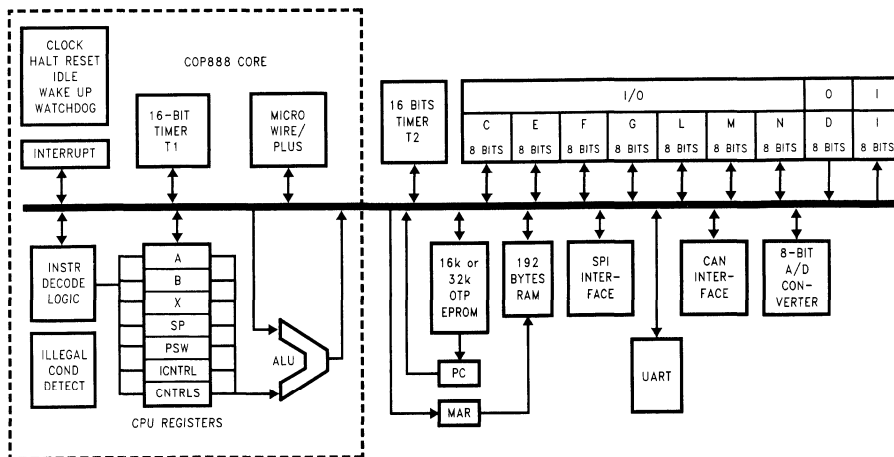 CLOCK
HALT RESET
IDLE
WAKE UP
WATCHDOG
COP888 CORE
INTERRUPT
16-BIT
TIMER
T1
MICRO
WIRE/
PLUS
16 BITS
TIMER
T2
I/O
O
I
C
E
F
G
L
M
N
D
I
8 BITS
8 BITS
8 BITS
8 BITS
8 BITS
8 BITS
8 BITS
8 BITS
8 BITS
INSTR
DECODE
LOGIC
ILLEGAL
COND
DETECT
A
B
X
SP
PSW
ICNTRL
CNTRLS
CPU REGISTERS
ALU
16k or
32k
OTP
EPROM
192
BYTES
RAM
SPI
INTER-
FACE
CAN
INTER-
FACE
8-BIT
A/D
CON-
VERTER
PC
MAR
UART